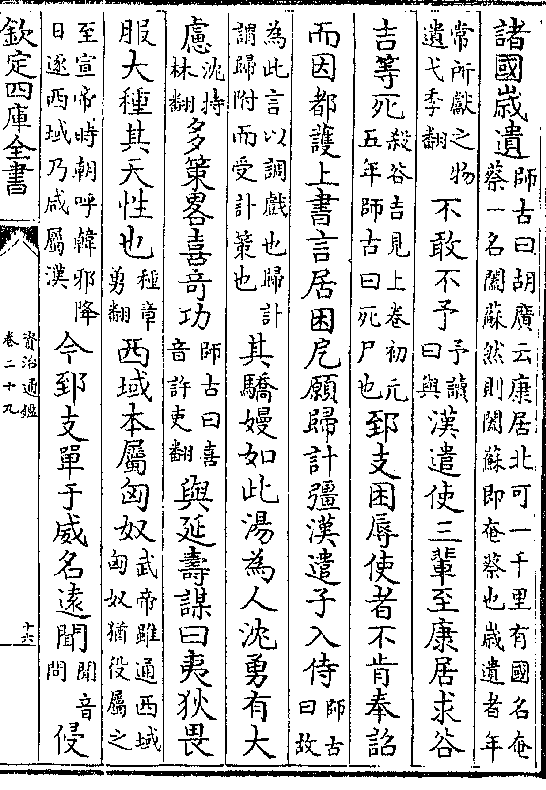 諸國歳遺師古曰胡廣云康居北可一千里有國名奄蔡一名闔蘇然則闔蘇即奄蔡也歳遺者年
常所獻之物遺弋季翻不敢不予予讀曰與漢遣使三輩至康居求谷
吉等死殺谷吉見上卷初元五年師古曰死尸也郅支困辱使者不肯奉詔
而因都護上書言居困戹願歸計彊漢遣子入侍師古曰故
為此言以調戲也歸計謂歸附而受計策也其驕嫚如此湯為人沈勇有大
慮沈持林翻多策畧喜奇功師古曰喜音許吏翻與延壽謀曰夷狄畏
服大種其天性也種章勇翻西域本屬匈奴武帝雖通西域匈奴猶役屬之
至宣帝時朝呼韓邪降日逐西域乃咸屬漢今郅支單于威名遠聞聞音問侵
欽定四庫全書
資治通鑑
卷二十九
十六